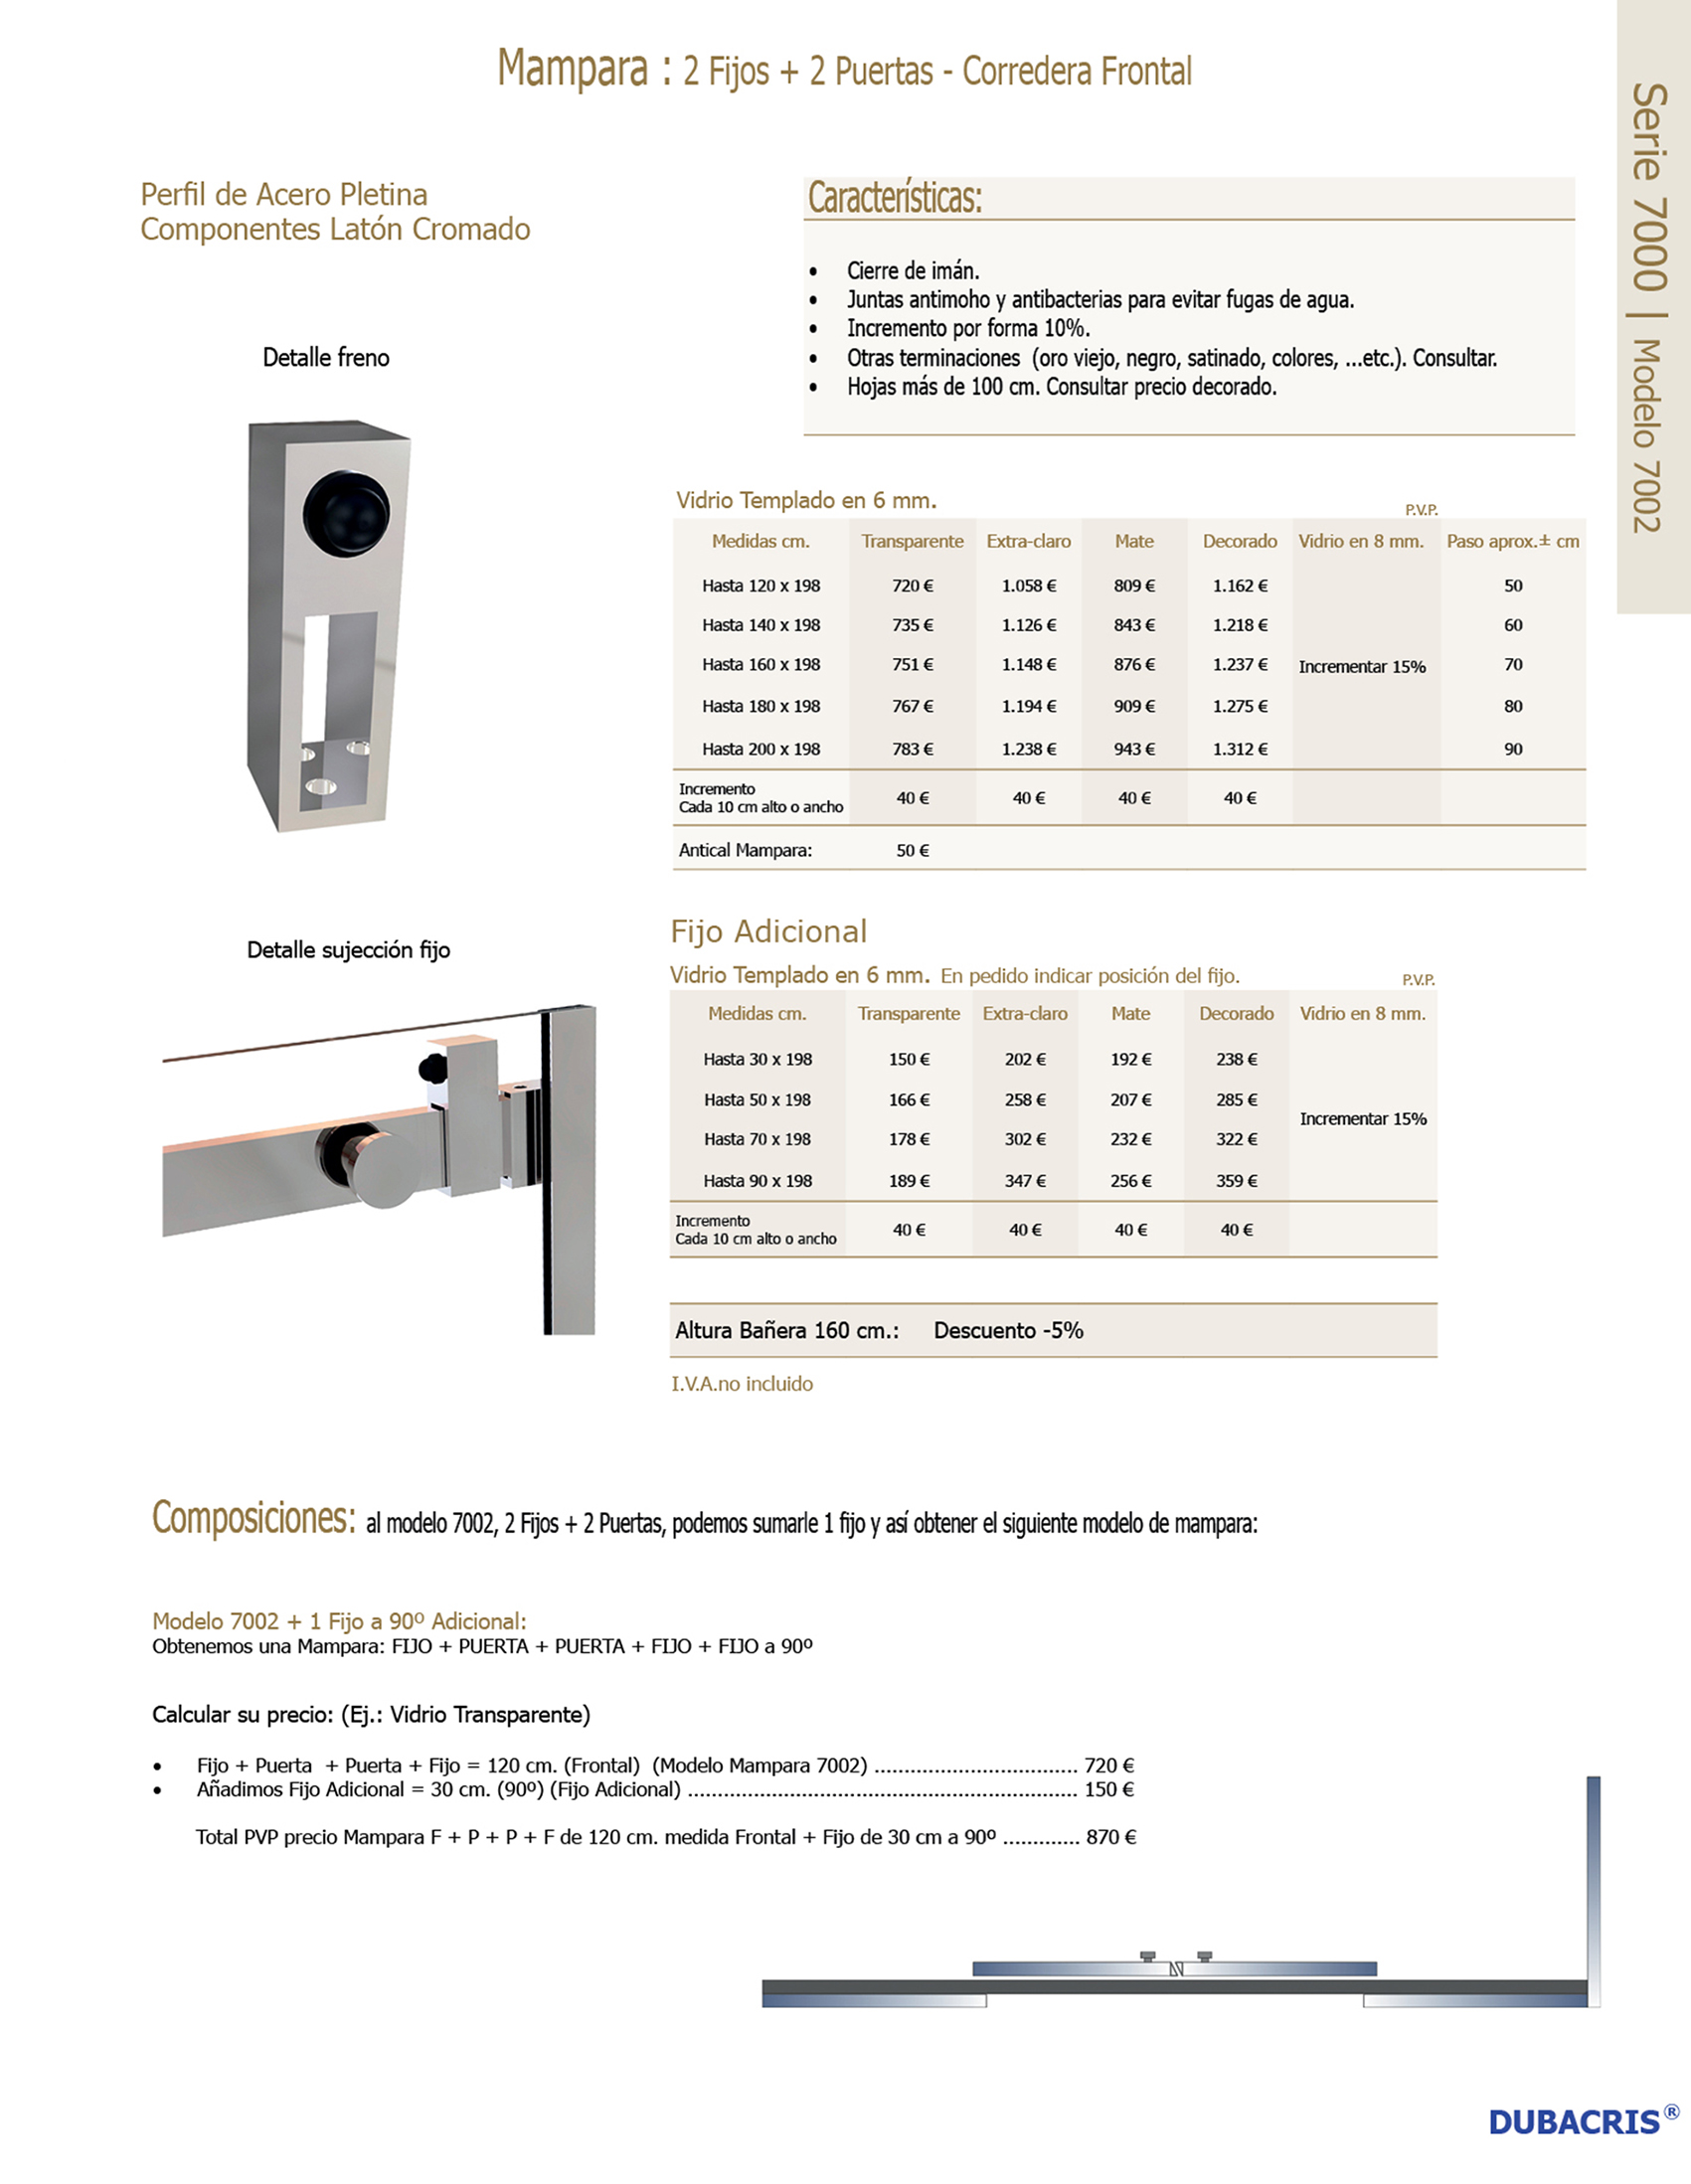 Mampara : 2 Fijos + 2 Puertas - Corredera Frontal
Serie 7000 | Modelo 7002
Perfil de Acero Pletina
Componentes Latón Cromado
Características:
• Cierre de imán.
• Juntas antimoho y antibacterias para evitar fugas de agua.
• Incremento por forma 10%.
• Otras terminaciones (oro viejo, negro, satinado, colores, ...etc.). Consultar.
• Hojas más de 100 cm. Consultar precio decorado.
Detalle freno
Vidrio Templado en 6 mm. P.V.P.
Medidas cm. Transparente Extra-claro Mate Decorado Vidrio en 8 mm. Paso aprox.± cm
Hasta 120 x 198 720 € 1.058 € 809 € 1.162 € 50
Hasta 140 x 198 735 € 1.126 € 843 € 1.218 € 60
Hasta 160 x 198 751 € 1.148 € 876 € 1.237 € Incrementar 15% 70
Hasta 180 x 198 767 € 1.194 € 909 € 1.275 € 80
Hasta 200 x 198 783 € 1.238 € 943 € 1.312 € 90
Incremento
Cada 10 cm alto o ancho 40 € 40 € 40 € 40 €
Antical Mampara: 50 €
Detalle sujección fijo
Fijo Adicional
Vidrio Templado en 6 mm. En pedido indicar posición del fijo. P.V.P.
Medidas cm. Transparente Extra-claro Mate Decorado Vidrio en 8 mm.
Hasta 30 x 198 150 € 202 € 192 € 238 €
Hasta 50 x 198 166 € 258 € 207 € 285 €
Incrementar 15%
Hasta 70 x 198 178 € 302 € 232 € 322 €
Hasta 90 x 198 189 € 347 € 256 € 359 €
Incremento
Cada 10 cm alto o ancho 40 € 40 € 40 € 40 €
Altura Bañera 160 cm.: Descuento -5%
I.V.A.no incluido
Composiciones: al modelo 7002, 2 Fijos + 2 Puertas, podemos sumarle 1 fijo y así obtener el siguiente modelo de mampara:
Modelo 7002 + 1 Fijo a 90º Adicional:
Obtenemos una Mampara: FIJO + PUERTA + PUERTA + FIJO + FIJO a 90º
Calcular su precio: (Ej.: Vidrio Transparente)
• Fijo + Puerta + Puerta + Fijo = 120 cm. (Frontal) (Modelo Mampara 7002) .................................. 720 €
• Añadimos Fijo Adicional = 30 cm. (90º) (Fijo Adicional) ................................................................. 150 €
Total PVP precio Mampara F + P + P + F de 120 cm. medida Frontal + Fijo de 30 cm a 90º ............. 870 €
DUBACRIS®